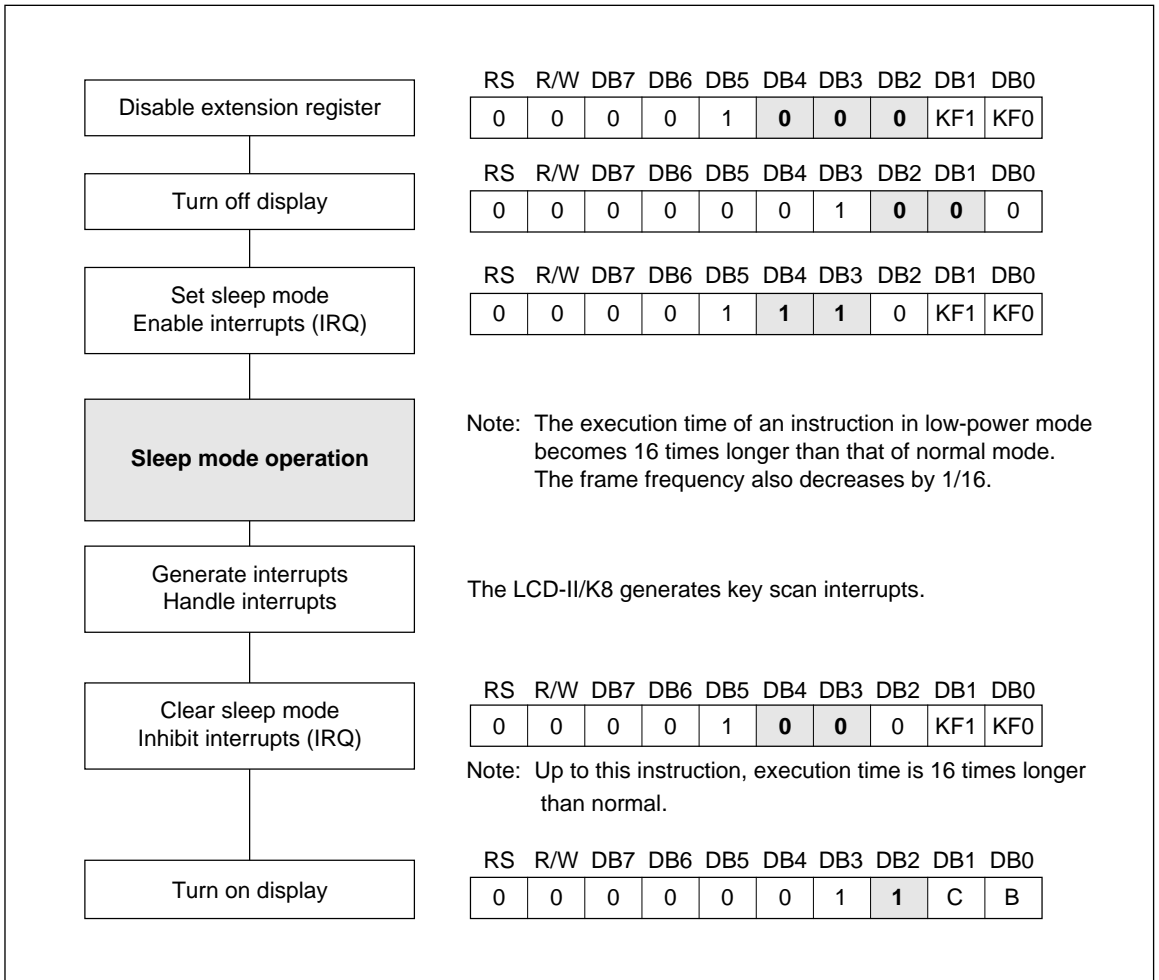 Disable extension register
RS R/W DB7 DB6 DB5 DB4 DB3 DB2 DB1 DB0
0 0 0 0 1 0 0 0 KF1 KF0
Turn off display
RS R/W DB7 DB6 DB5 DB4 DB3 DB2 DB1 DB0
0 0 0 0 0 0 1 0 0 0
Set sleep mode
Enable interrupts (IRQ)
RS R/W DB7 DB6 DB5 DB4 DB3 DB2 DB1 DB0
0 0 0 0 1 1 1 0 KF1 KF0
Sleep mode operation
Note: The execution time of an instruction in low-power mode
becomes 16 times longer than that of normal mode.
The frame frequency also decreases by 1/16.
Generate interrupts
Handle interrupts
The LCD-II/K8 generates key scan interrupts.
Clear sleep mode
Inhibit interrupts (IRQ)
RS R/W DB7 DB6 DB5 DB4 DB3 DB2 DB1 DB0
0 0 0 0 1 0 0 0 KF1 KF0
Note: Up to this instruction, execution time is 16 times longer
than normal.
Turn on display
RS R/W DB7 DB6 DB5 DB4 DB3 DB2 DB1 DB0
0 0 0 0 0 0 1 1 C B